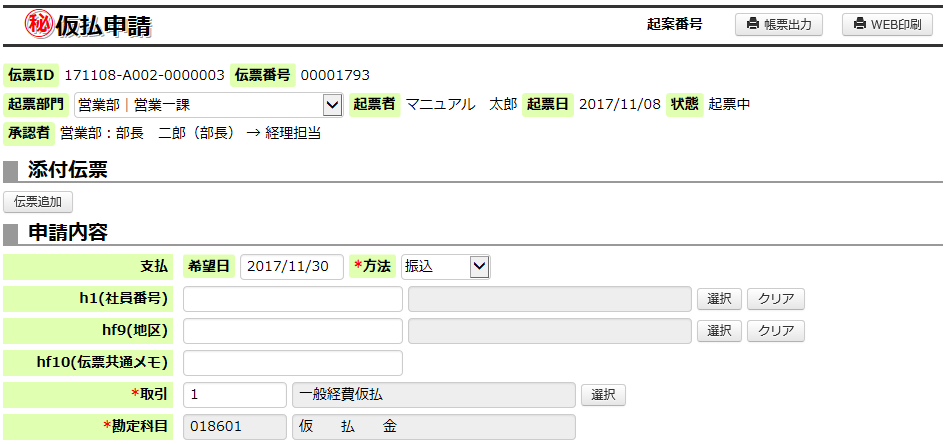 ㊙仮払申請 起案番号 帳票出力 WEB印刷
伝票ID 171108-A002-0000003 伝票番号 00001793
起票部門 営業部｜営業一課 起票者 マニュアル　太郎 起票日 2017/11/08 状態 起票中
承認者 営業部：部長　二郎（部長） → 経理担当
添付伝票
伝票追加
申請内容
支払 希望日 2017/11/30 *方法 振込
h1(社員番号) 選択 クリア
hf9(地区) 選択 クリア
hf10(伝票共通メモ)
*取引 1 一般経費仮払 選択
*勘定科目 018601 仮　払　金